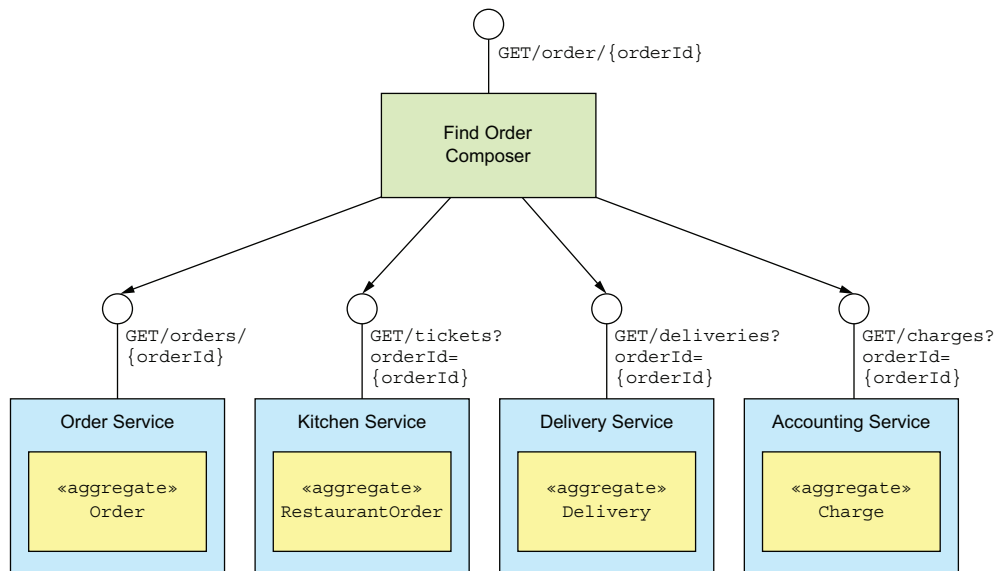 GET/order/{orderId}
Find Order
Composer
GET/orders/
{orderId}
GET/tickets?
orderId=
{orderId}
GET/deliveries?
orderId=
{orderId}
GET/charges?
orderId=
{orderId}
Order Service
«aggregate»
Order
Kitchen Service
«aggregate»
RestaurantOrder
Delivery Service
«aggregate»
Delivery
Accounting Service
«aggregate»
Charge